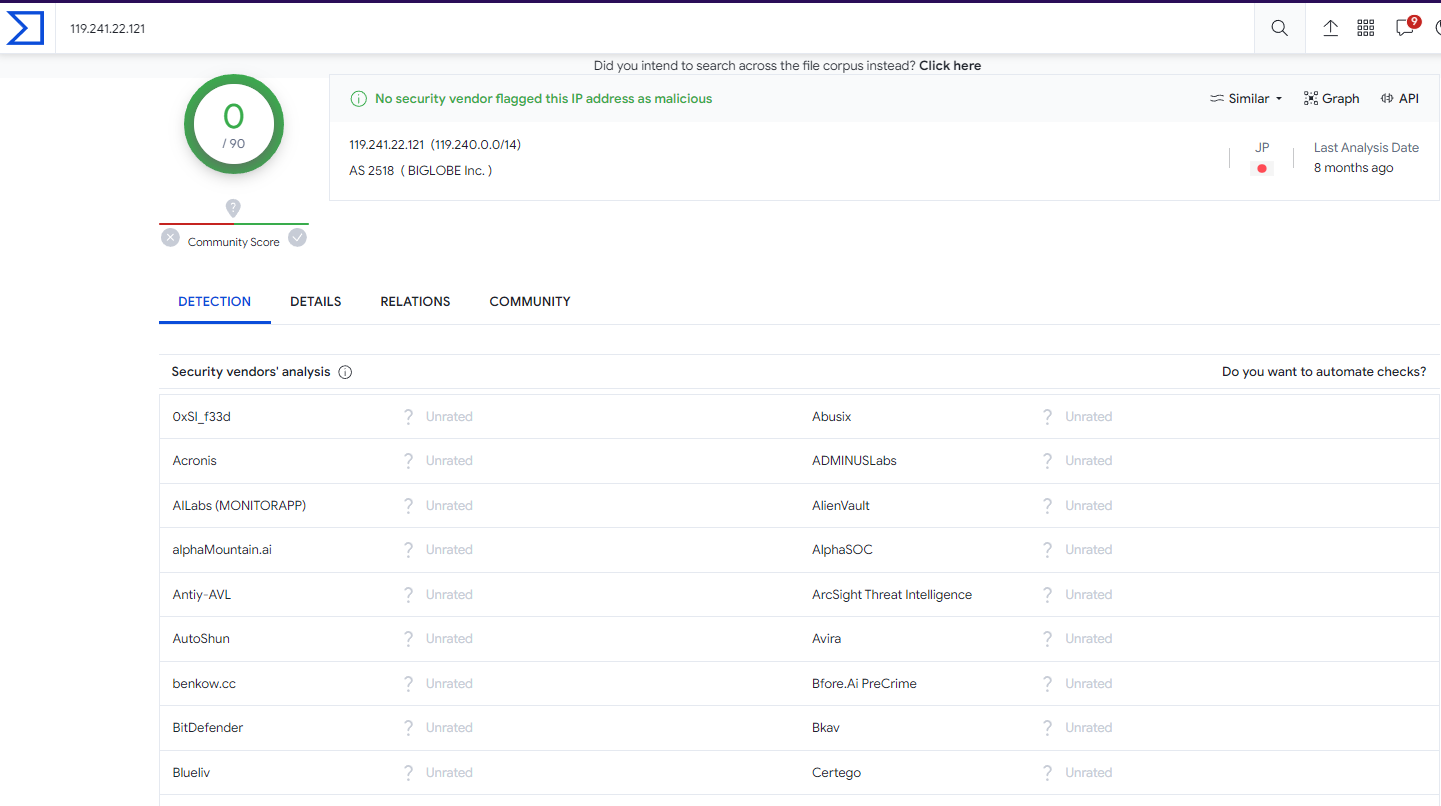 119.241.22.121
9
Did you intend to search across the file corpus instead? Click here
0
/ 90
No security vendor flagged this IP address as malicious
Similar
Graph
API
119.241.22.121 (119.240.0.0/14)
AS 2518 ( BIGLOBE Inc. )
JP
Last Analysis Date
8 months ago
?
Community Score
DETECTION
DETAILS
RELATIONS
COMMUNITY
Security vendors' analysis
Do you want to automate checks?
0xSI_f33d ? Unrated Abusix ? Unrated
Acronis ? Unrated ADMINUSLabs ? Unrated
AILabs (MONITORAPP) ? Unrated AlienVault ? Unrated
alphaMountain.ai ? Unrated AlphaSOC ? Unrated
Antiy-AVL ? Unrated ArcSight Threat Intelligence ? Unrated
AutoShun ? Unrated Avira ? Unrated
benkow.cc ? Unrated Bfore.Ai PreCrime ? Unrated
BitDefender ? Unrated Bkav ? Unrated
Blueliv ? Unrated Certego ? Unrated